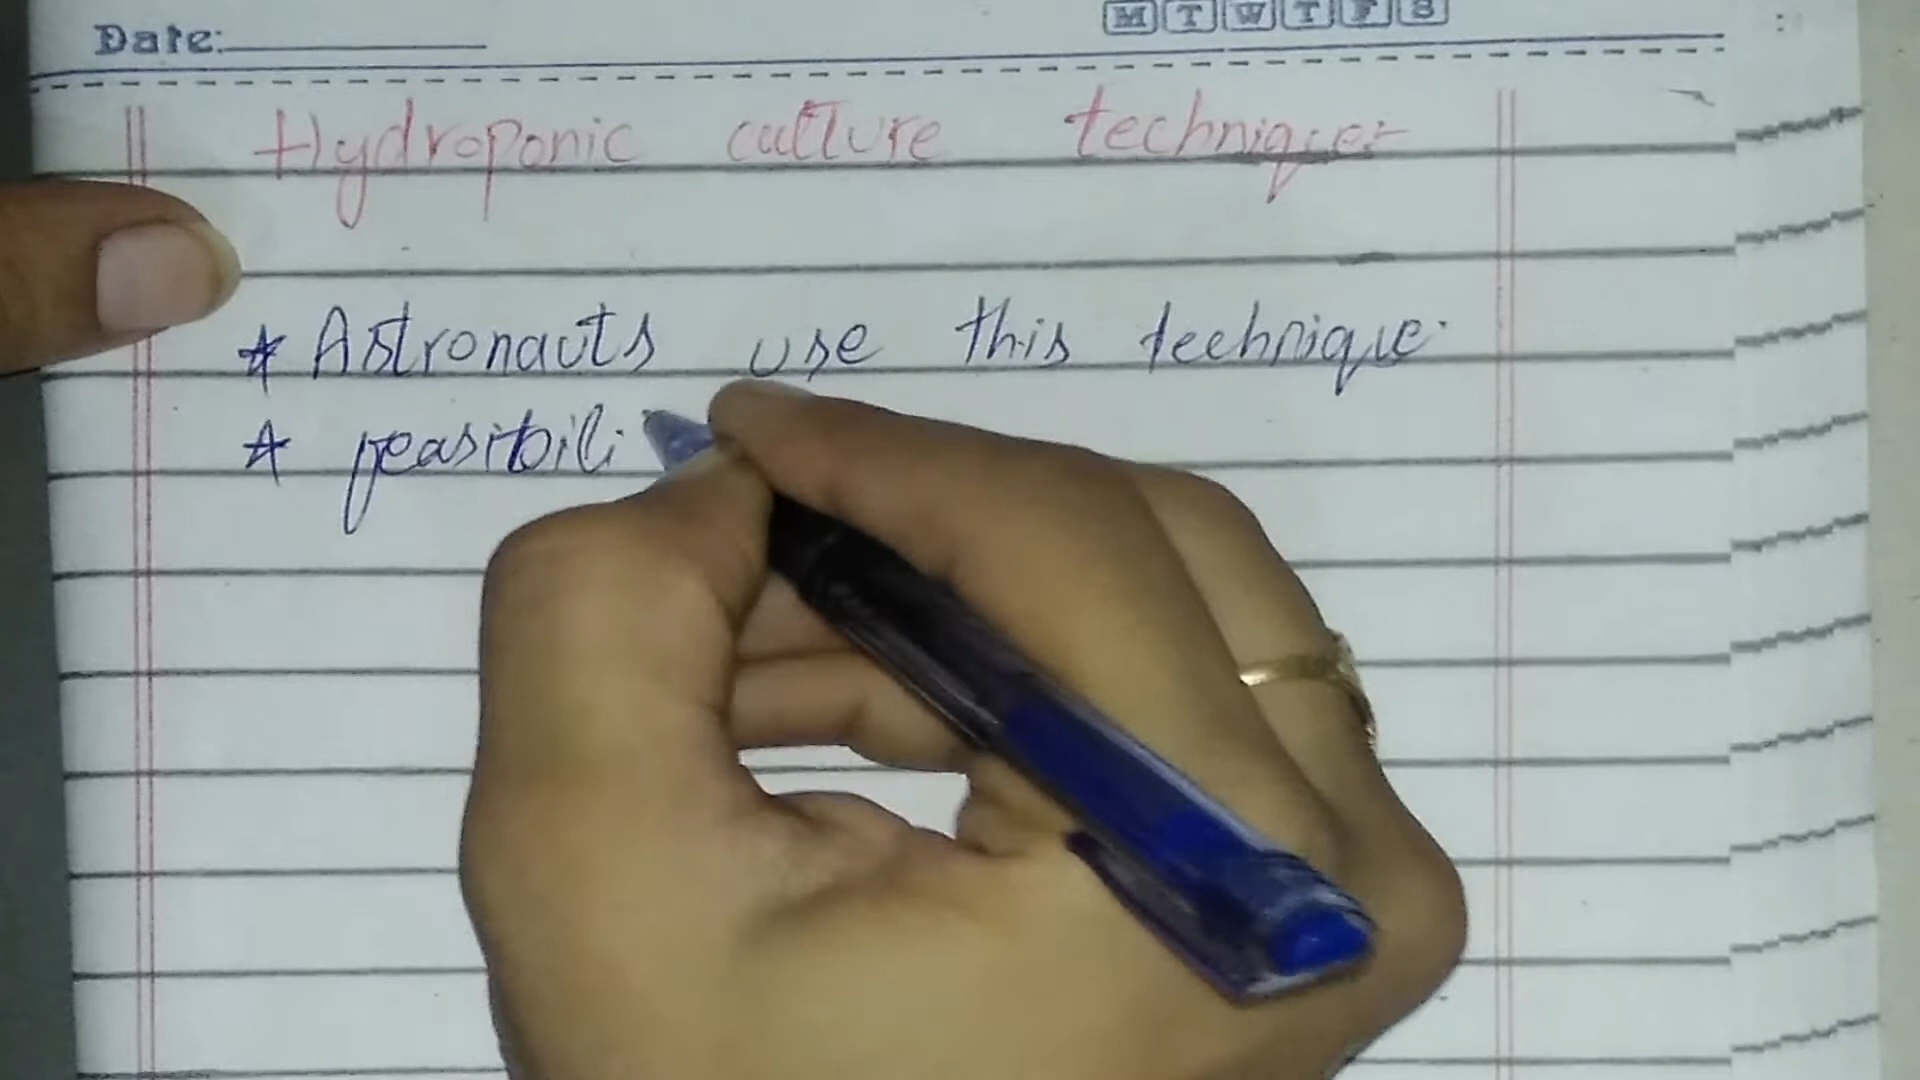 M T W T F S
Date:
Hydroponic culture technique:-
* Astronauts use this technique.
* feasibili